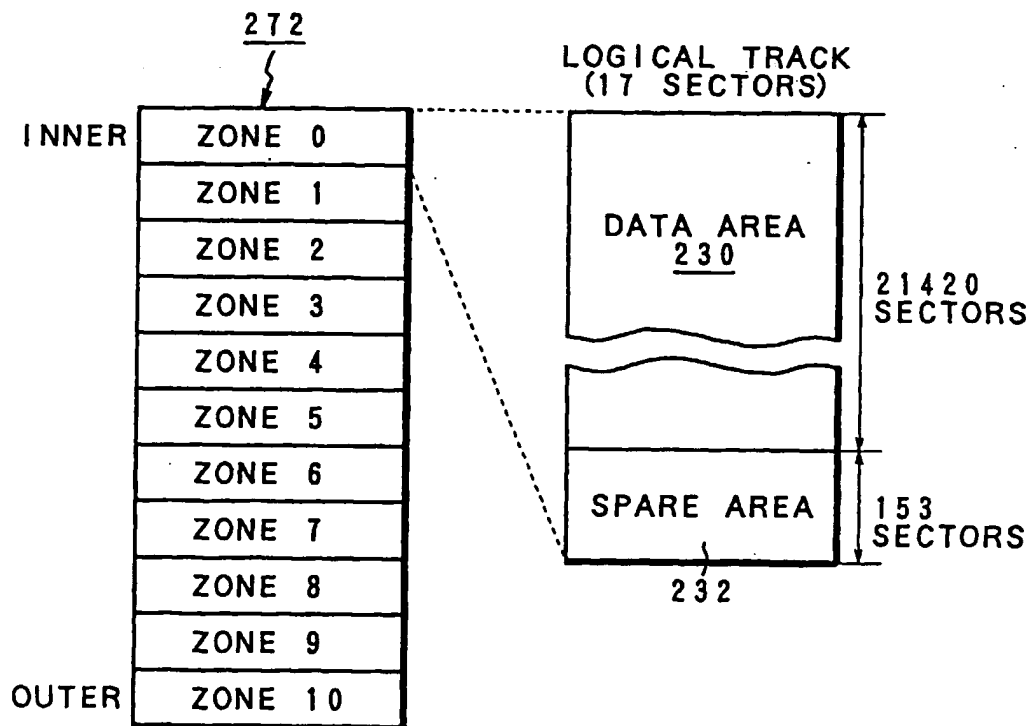 272
INNER
ZONE 0
ZONE 1
ZONE 2
ZONE 3
ZONE 4
ZONE 5
ZONE 6
ZONE 7
ZONE 8
ZONE 9
OUTER
ZONE 10
LOGICAL TRACK
(17 SECTORS)
DATA AREA
230
21420
SECTORS
SPARE AREA
153
SECTORS
232